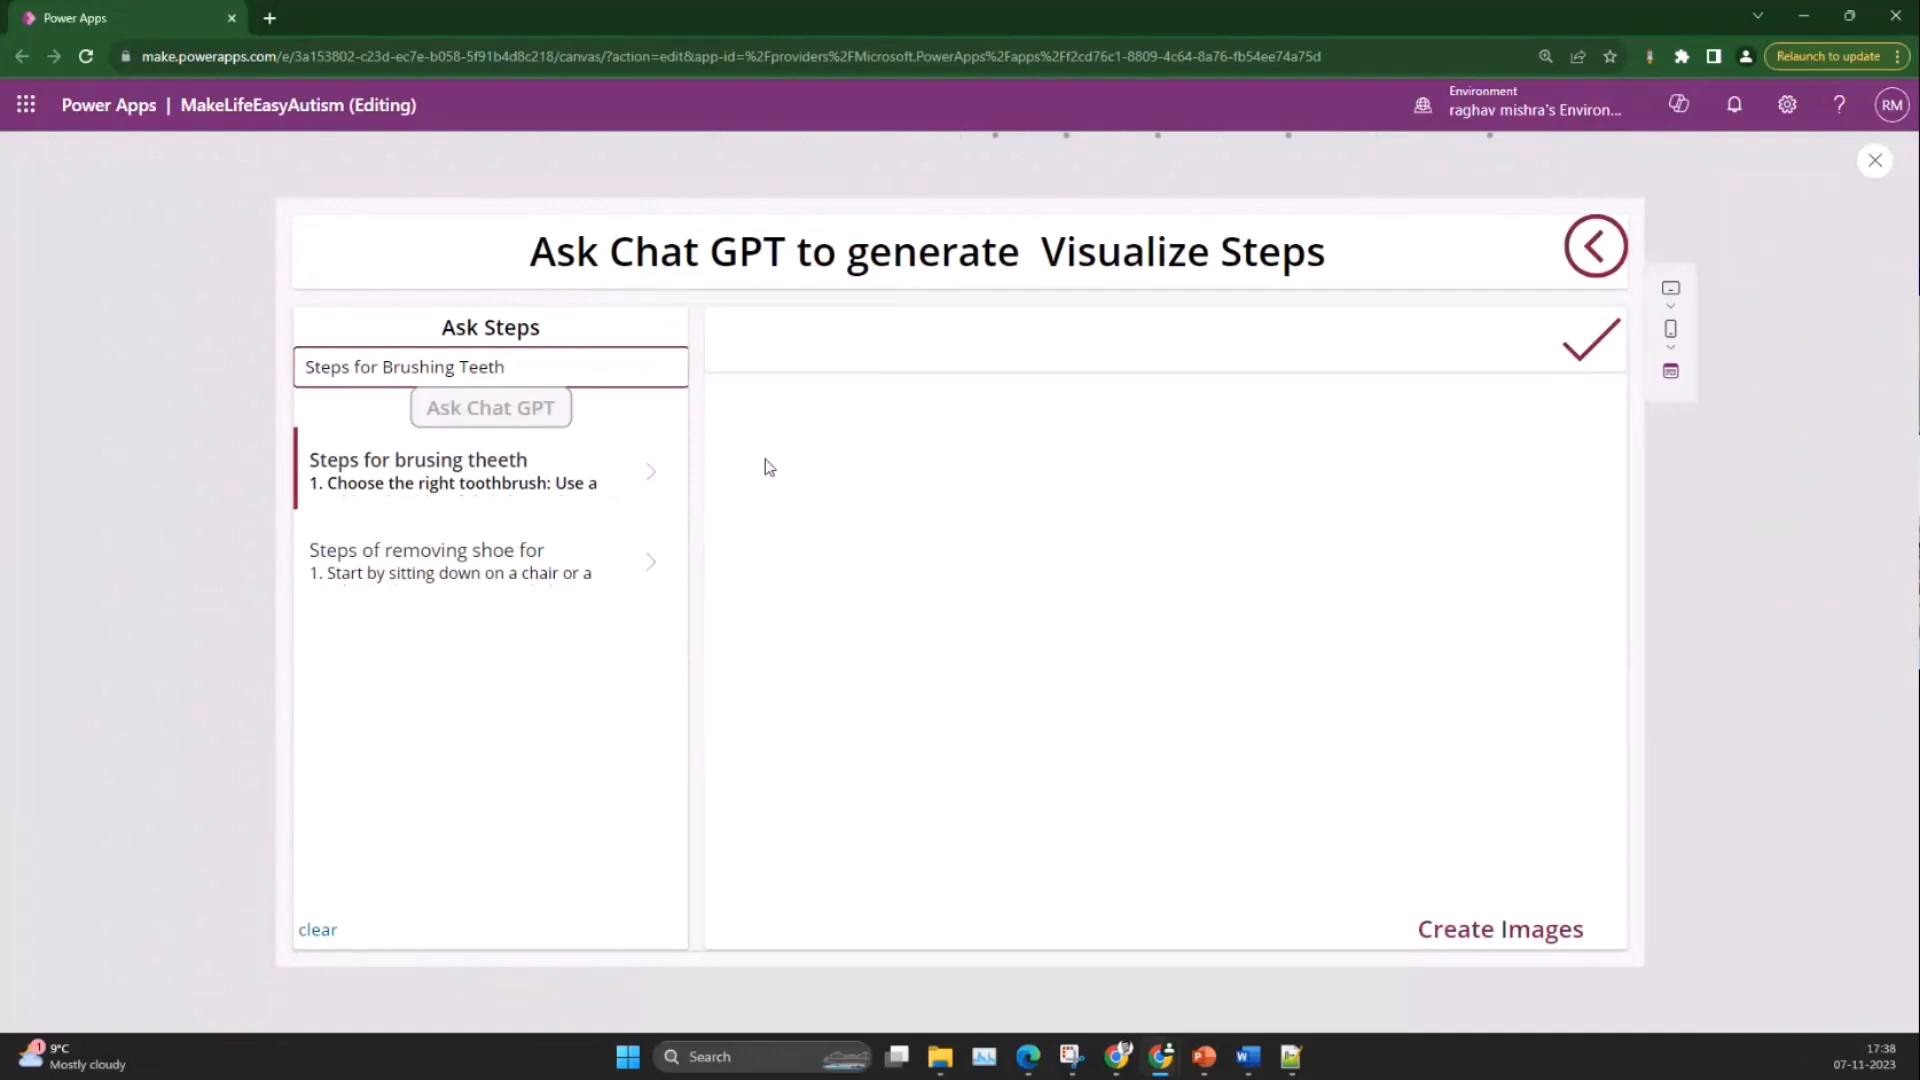 Power Apps
make.powerapps.com/e/3a153802-c23d-ec7e-b058-5f91b4d8c218/canvas/?action=edit&app-id=%2Fproviders%2FMicrosoft.PowerApps%2Fapps%2Ff2cd76c1-8809-4c64-8a76-fb54ee74a75d
Relaunch to update
Power Apps | MakeLifeEasyAutism (Editing)
Environment
raghav mishra's Environ...
RM
Ask Chat GPT to generate Visualize Steps
Ask Steps
Steps for Brushing Teeth
Ask Chat GPT
Steps for brusing theeth
1. Choose the right toothbrush: Use a
Steps of removing shoe for
1. Start by sitting down on a chair or a
clear
Create Images
1
9°C
Mostly cloudy
Search
17:38
07-11-2023